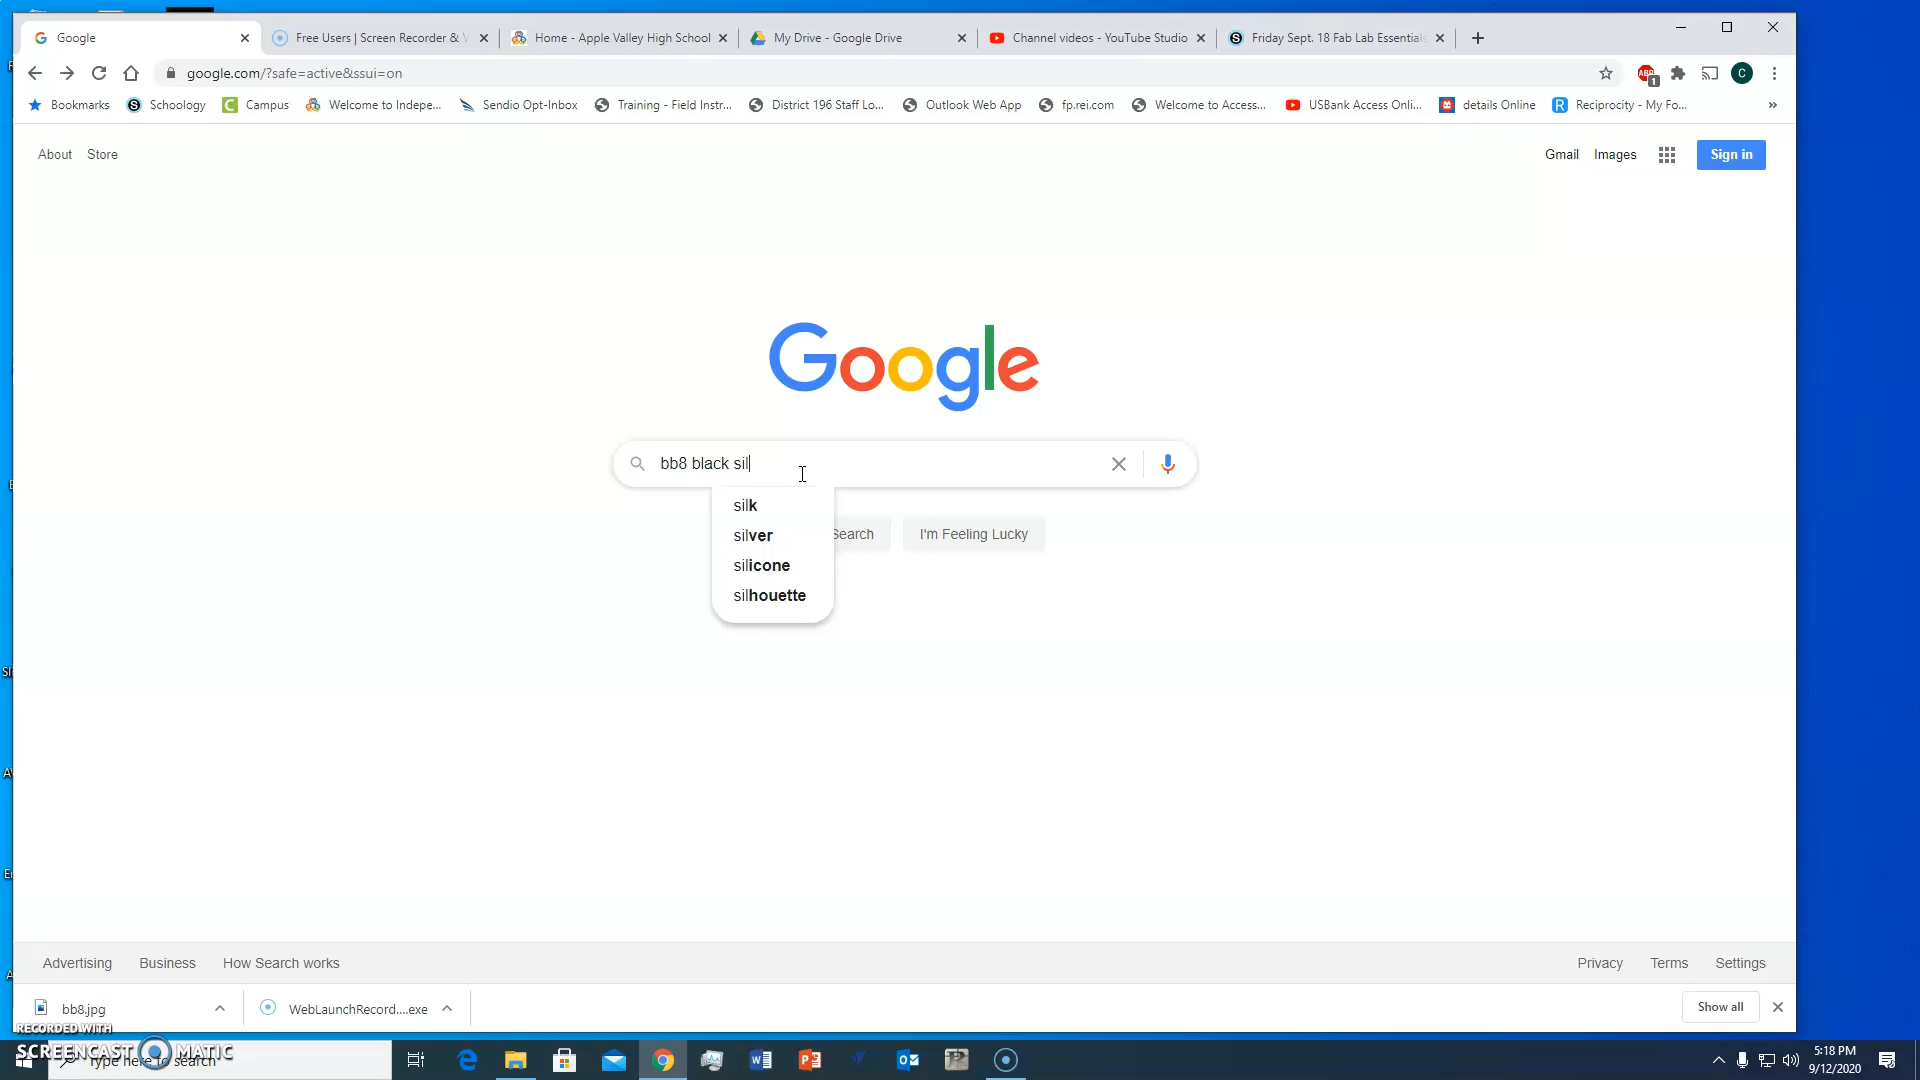 Google
Free Users | Screen Recorder & V
Home - Apple Valley High School
My Drive - Google Drive
Channel videos - YouTube Studio
Friday Sept. 18 Fab Lab Essentials
google.com/?safe=active&ssui=on
ABP
1
C
Bookmarks
Schoology
Campus
Welcome to Indepe...
Sendio Opt-Inbox
Training - Field Instr...
District 196 Staff Lo...
Outlook Web App
fp.rei.com
Welcome to Access...
USBank Access Onli...
details Online
Reciprocity - My Fo...
»
About
Store
Gmail
Images
Sign in
Google
bb8 black sil
silk
silver
silicone
silhouette
Search
I'm Feeling Lucky
Advertising
Business
How Search works
Privacy
Terms
Settings
bb8.jpg
WebLaunchRecord....exe
Show all
RECORDED WITH
SCREENCAST MATIC
Type here to search
5:18 PM
9/12/2020